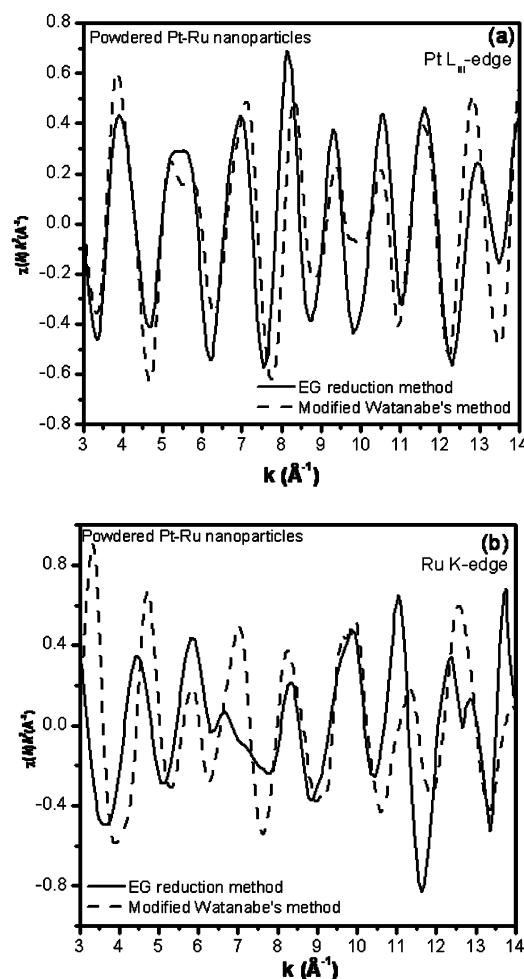 Powdered Pt-Ru nanoparticles
(a)
Pt L_III-edge
0.8
0.6
0.4
0.2
0.0
-0.2
-0.4
-0.6
-0.8
χ(k)k²(Å⁻²)
EG reduction method
Modified Watanabe's method
3 4 5 6 7 8 9 10 11 12 13 14
k (Å⁻¹)
Powdered Pt-Ru nanoparticles
(b)
Ru K-edge
0.8
0.4
0.0
-0.4
-0.8
EG reduction method
Modified Watanabe's method
3 4 5 6 7 8 9 10 11 12 13 14
k (Å⁻¹)